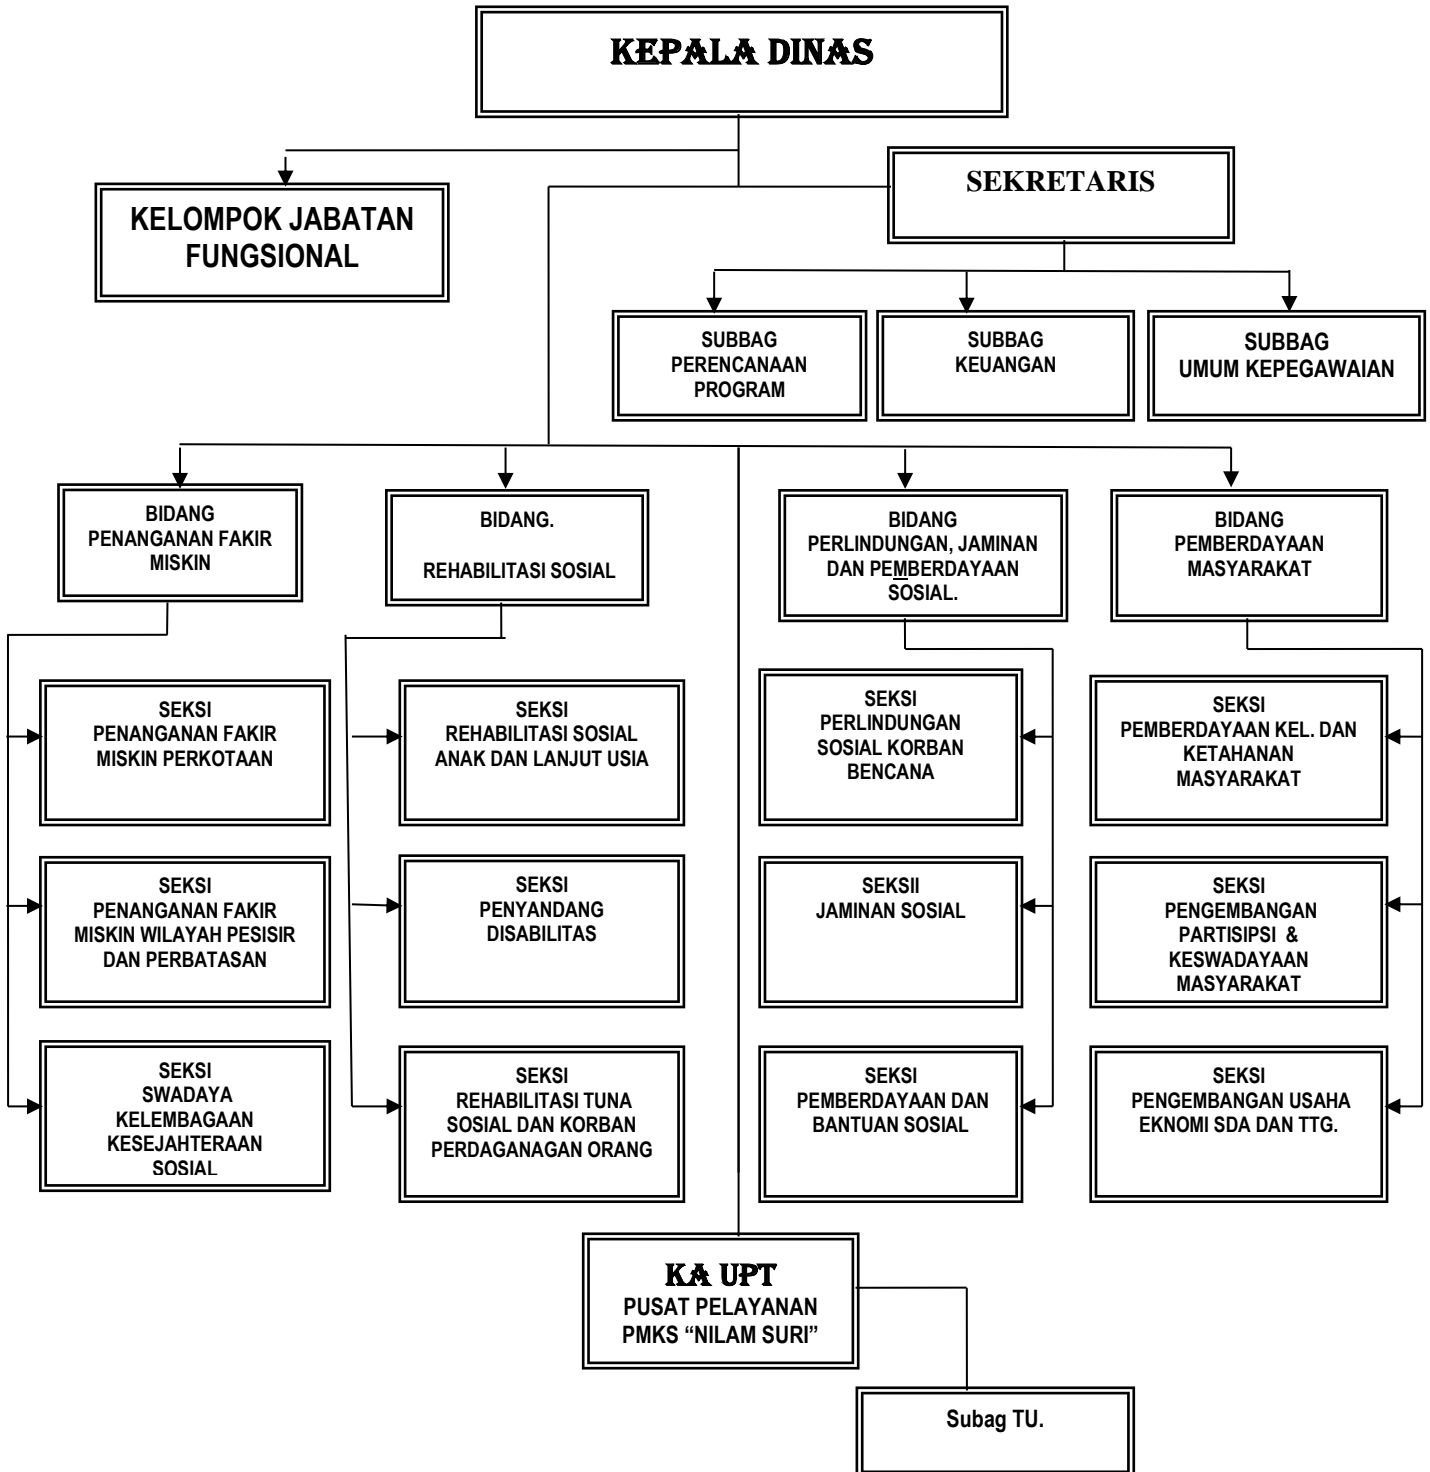 KEPALA DINAS
SEKRETARIS
KELOMPOK JABATAN
FUNGSIONAL
SUBBAG
PERENCANAAN
PROGRAM
SUBBAG
KEUANGAN
SUBBAG
UMUM KEPEGAWAIAN
BIDANG
PENANGANAN FAKIR
MISKIN
BIDANG.
REHABILITASI SOSIAL
BIDANG
PERLINDUNGAN, JAMINAN
DAN PEMBERDAYAAN
SOSIAL.
BIDANG
PEMBERDAYAAN
MASYARAKAT
SEKSI
PENANGANAN FAKIR
MISKIN PERKOTAAN
SEKSI
REHABILITASI SOSIAL
ANAK DAN LANJUT USIA
SEKSI
PERLINDUNGAN
SOSIAL KORBAN
BENCANA
SEKSI
PEMBERDAYAAN KEL. DAN
KETAHANAN
MASYARAKAT
SEKSI
PENANGANAN FAKIR
MISKIN WILAYAH PESISIR
DAN PERBATASAN
SEKSI
PENYANDANG
DISABILITAS
SEKSII
JAMINAN SOSIAL
SEKSI
PENGEMBANGAN
PARTISIPSI &
KESWADAYAAN
MASYARAKAT
SEKSI
SWADAYA
KELEMBAGAAN
KESEJAHTERAAN
SOSIAL
SEKSI
REHABILITASI TUNA
SOSIAL DAN KORBAN
PERDAGANAGAN ORANG
SEKSI
PEMBERDAYAAN DAN
BANTUAN SOSIAL
SEKSI
PENGEMBANGAN USAHA
EKNOMI SDA DAN TTG.
KA UPT
PUSAT PELAYANAN
PMKS “NILAM SURI”
Subag TU.